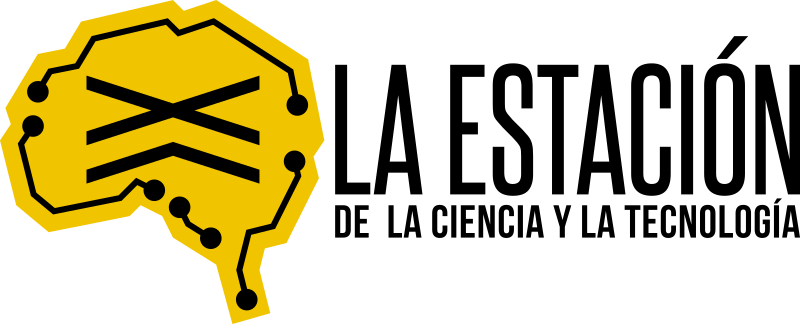 LA ESTACIÓN
DE LA CIENCIA Y LA TECNOLOGÍA